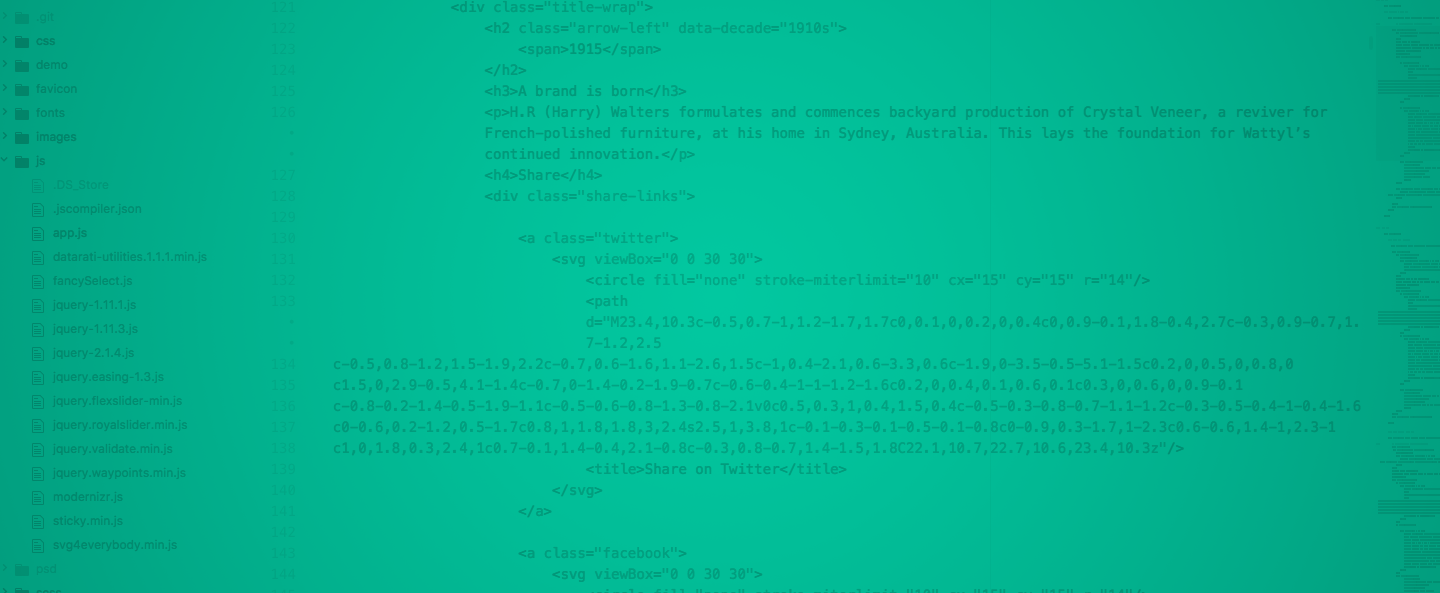 .git
css
demo
favicon
fonts
images
js
.DS_Store
.jscompiler.json
app.js
datarati-utilities.1.1.1.min.js
fancySelect.js
jquery-1.11.1.js
jquery-1.11.3.js
jquery-2.1.4.js
jquery.easing-1.3.js
jquery.flexslider-min.js
jquery.royalslider.min.js
jquery.validate.min.js
jquery.waypoints.min.js
modernizr.js
sticky.min.js
svg4everybody.min.js
psd
121 <div class="title-wrap">
122 <h2 class="arrow-left" data-decade="1910s">
123 <span>1915</span>
124 </h2>
125 <h3>A brand is born</h3>
126 <p>H.R (Harry) Walters formulates and commences backyard production of Crystal Veneer, a reviver for
French-polished furniture, at his home in Sydney, Australia. This lays the foundation for Wattyl's
continued innovation.</p>
127 <h4>Share</h4>
128 <div class="share-links">
129
130 <a class="twitter">
131 <svg viewBox="0 0 30 30">
132 <circle fill="none" stroke-miterlimit="10" cx="15" cy="15" r="14"/>
133 <path
d="M23.4,10.3c-0.5,0.7-1,1.2-1.7,1.7c0,0.1,0,0.2,0,0.4c0,0.9-0.1,1.8-0.4,2.7c-0.3,0.9-0.7,1.
7-1.2,2.5
134 c-0.5,0.8-1.2,1.5-1.9,2.2c-0.7,0.6-1.6,1.1-2.6,1.5c-1,0.4-2.1,0.6-3.3,0.6c-1.9,0-3.5-0.5-5.1-1.5c0.2,0,0.5,0,0.8,0
135 c1.5,0,2.9-0.5,4.1-1.4c-0.7,0-1.4-0.2-1.9-0.7c-0.6-0.4-1-1-1.2-1.6c0.2,0,0.4,0.1,0.6,0.1c0.3,0,0.6,0,0.9-0.1
136 c-0.8-0.2-1.4-0.5-1.9-1.1c-0.5-0.6-0.8-1.3-0.8-2.1v0c0.5,0.3,1,0.4,1.5,0.4c-0.5-0.3-0.8-0.7-1.1-1.2c-0.3-0.5-0.4-1-0.4-1.6
137 c0-0.6,0.2-1.2,0.5-1.7c0.8,1,1.8,1.8,3,2.4s2.5,1,3.8,1c-0.1-0.3-0.1-0.5-0.1-0.8c0-0.9,0.3-1.7,1-2.3c0.6-0.6,1.4-1,2.3-1
138 c1,0,1.8,0.3,2.4,1c0.7-0.1,1.4-0.4,2.1-0.8c-0.3,0.8-0.7,1.4-1.5,1.8C22.1,10.7,22.7,10.6,23.4,10.3z"/>
139 <title>Share on Twitter</title>
140 </svg>
141 </a>
142
143 <a class="facebook">
144 <svg viewBox="0 0 30 30">